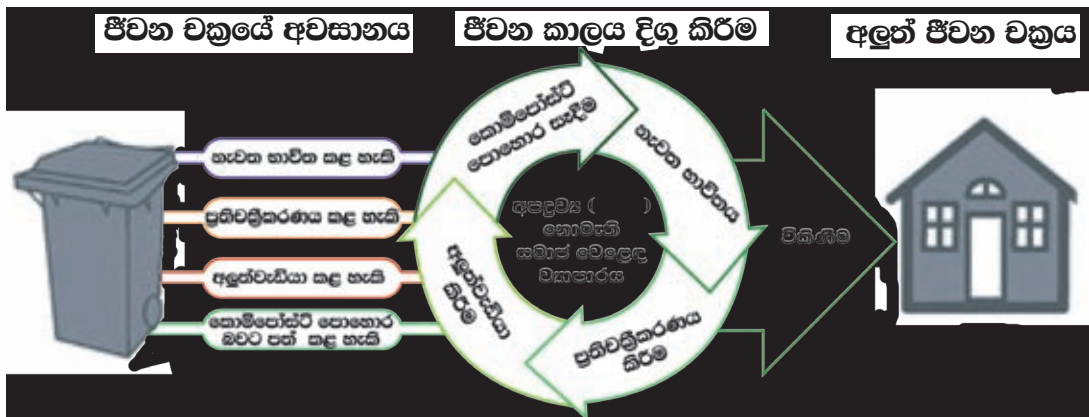 ජීවන චක්‍රයේ අවසානය
ජීවන කාලය දිගු කිරීම
අලුත් ජීවන චක්‍රය
නැවත භාවිත කළ හැකි
ප්‍රතිචක්‍රීකරණය කළ හැකි
අලුත්වැඩියා කළ හැකි
කොම්පෝස්ට් පොහොර
බවට පත් කළ හැකි
කොම්පෝස්ට්
පොහොර සෑදීම
නැවත භාවිතය
ප්‍රතිචක්‍රීකරණය
කිරීම
අලුත්වැඩියා
කිරීම
අපද්‍රව්‍ය ( )
නොමැති
සමාජ වෙළෙඳ
ව්‍යාපාරය
විකිණීම